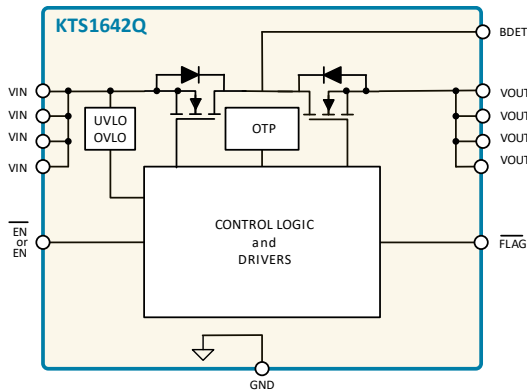 KTS1642Q
BDET
VIN
VIN
VIN
VIN
UVLO
OVLO
OTP
VOUT
VOUT
VOUT
VOUT
CONTROL LOGIC
and
DRIVERS
EN
or
EN
FLAG
GND